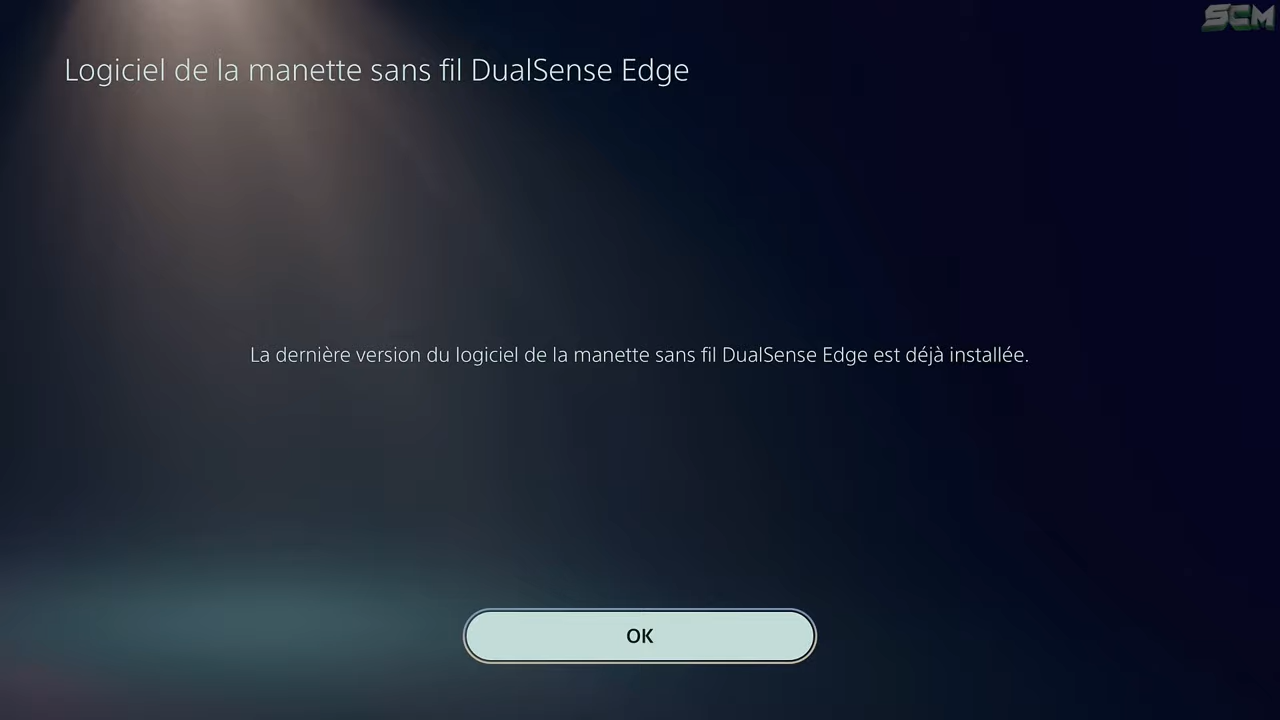 SCM
Logiciel de la manette sans fil DualSense Edge
La dernière version du logiciel de la manette sans fil DualSense Edge est déjà installée.
OK